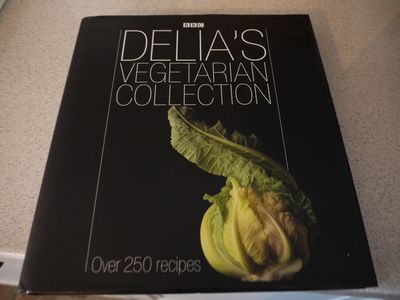 BBC
DELIA'S
VEGETARIAN
COLLECTION
Over 250 recipes